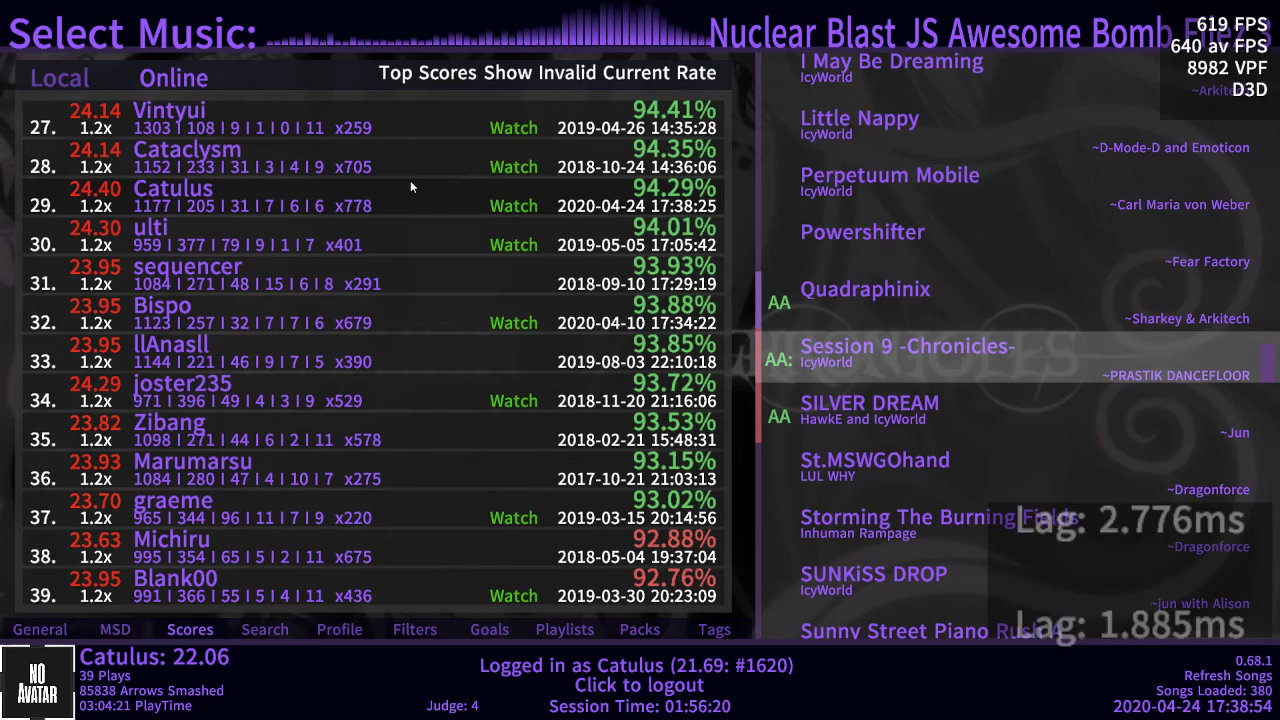 Select Music:
Nuclear Blast JS Awesome Bomb
619 FPS
640 av FPS
8982 VPF
D3D
Local Online Top Scores Show Invalid Current Rate
24.14 Vintyui 94.41%
27. 1.2x 1303 | 108 | 9 | 1 | 0 | 11 x259 Watch 2019-04-26 14:35:28
24.14 Cataclysm 94.35%
28. 1.2x 1152 | 233 | 31 | 3 | 4 | 9 x705 Watch 2018-10-24 14:36:06
24.40 Catulus 94.29%
29. 1.2x 1177 | 205 | 31 | 7 | 6 | 6 x778 Watch 2020-04-24 17:38:25
24.30 ulti 94.01%
30. 1.2x 959 | 377 | 79 | 9 | 1 | 7 x401 Watch 2019-05-05 17:05:42
23.95 sequencer 93.93%
31. 1.2x 1084 | 271 | 48 | 15 | 6 | 8 x291 2018-09-10 17:29:19
23.95 Bispo 93.88%
32. 1.2x 1123 | 257 | 32 | 7 | 7 | 6 x679 Watch 2020-04-10 17:34:22
23.95 llAnasll 93.85%
33. 1.2x 1144 | 221 | 46 | 9 | 7 | 5 x390 2019-08-03 22:10:18
24.29 joster235 93.72%
34. 1.2x 971 | 396 | 49 | 4 | 3 | 9 x529 Watch 2018-11-20 21:16:06
23.82 Zibang 93.53%
35. 1.2x 1098 | 271 | 44 | 6 | 2 | 11 x578 2018-02-21 15:48:31
23.93 Marumarsu 93.15%
36. 1.2x 1084 | 280 | 47 | 4 | 10 | 7 x275 2017-10-21 21:03:13
23.70 graeme 93.02%
37. 1.2x 965 | 344 | 96 | 11 | 7 | 9 x220 Watch 2019-03-15 20:14:56
23.63 Michiru 92.88%
38. 1.2x 995 | 354 | 65 | 5 | 2 | 11 x675 2018-05-04 19:37:04
23.95 Blank00 92.76%
39. 1.2x 991 | 366 | 55 | 5 | 4 | 11 x436 Watch 2019-03-30 20:23:09
I May Be Dreaming
IcyWorld
Little Nappy
IcyWorld
~D-Mode-D and Emoticon
Perpetuum Mobile
IcyWorld
~Carl Maria von Weber
Powershifter
~Fear Factory
AA Quadraphinix
~Sharkey & Arkitech
AA: Session 9 -Chronicles-
IcyWorld
~PRASTIK DANCEFLOOR
AA SILVER DREAM
HawkE and IcyWorld
~Jun
St.MSWGOhand
LUL WHY
~Dragonforce
Storming The Burning Fields
Inhuman Rampage
~Dragonforce
Lag: 2.776ms
SUNKiSS DROP
IcyWorld
~jun with Alison
Sunny Street Piano
Lag: 1.885ms
General MSD Scores Search Profile Filters Goals Playlists Packs Tags
NO AVATAR
Catulus: 22.06
39 Plays
85838 Arrows Smashed
03:04:21 PlayTime
Judge: 4
Logged in as Catulus (21.69: #1620)
Click to logout
Session Time: 01:56:20
0.68.1
Refresh Songs
Songs Loaded: 380
2020-04-24 17:38:54